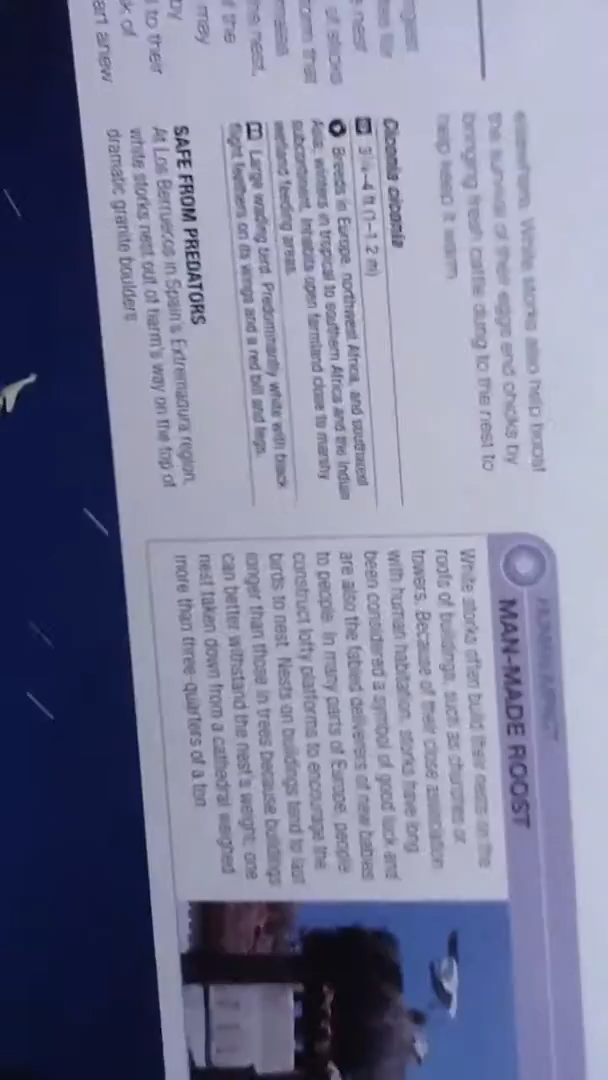 elsewhere. White storks also help boost
the survival of their eggs and chicks by
bringing fresh cattle dung to the nest to
help keep it warm.
Ciconia ciconia
3¼–4 ft (1–1.2 m)
Breeds in Europe, northwest Africa, and southwest
Asia; winters in tropical to southern Africa and the Indian
subcontinent. Inhabits open farmland close to marshy
wetland feeding areas.
Large wading bird. Predominantly white with black
flight feathers on its wings and a red bill and legs.
SAFE FROM PREDATORS
At Los Barruecos in Spain's Extremadura region,
white storks nest out of harm's way on the top of
dramatic granite boulders.
HUMAN IMPACT
MAN-MADE ROOST
White storks often build their nests on the
roofs of buildings, such as churches or
towers. Because of their close association
with human habitation, storks have long
been considered a symbol of good luck and
are also the fabled deliverers of new babies
to people. In many parts of Europe, people
construct lofty platforms to encourage the
birds to nest. Nests on buildings tend to last
longer than those in trees because buildings
can better withstand the nest's weight; one
nest taken down from a cathedral weighed
more than three-quarters of a ton.